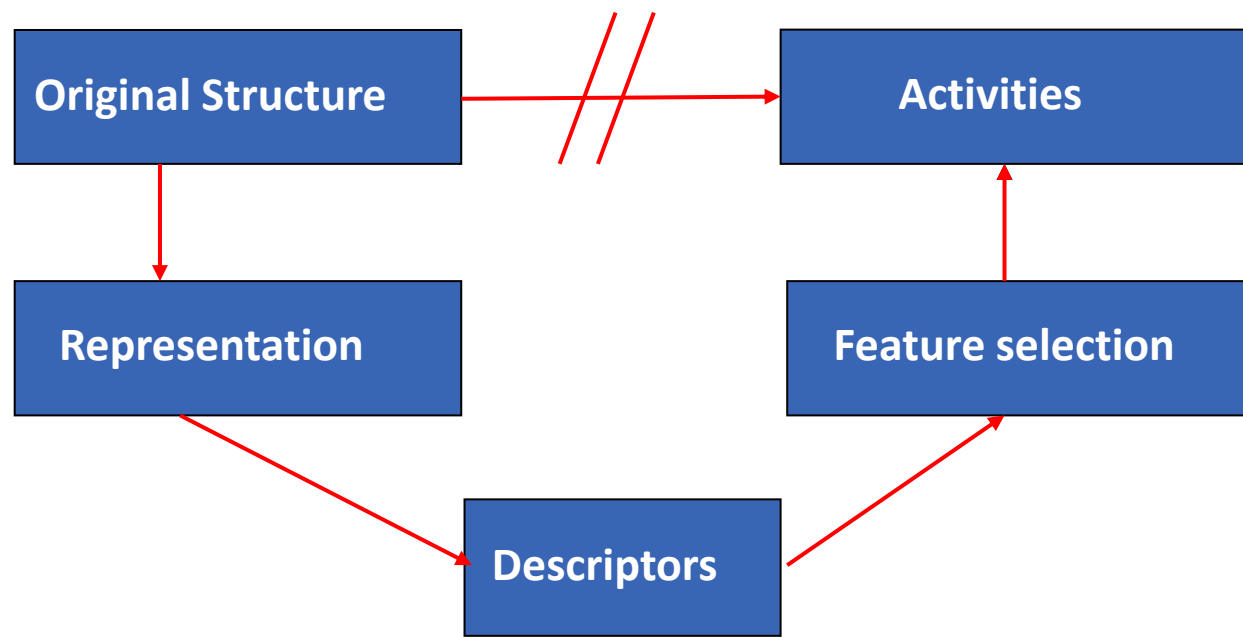 Original Structure
Activities
Representation
Feature selection
Descriptors